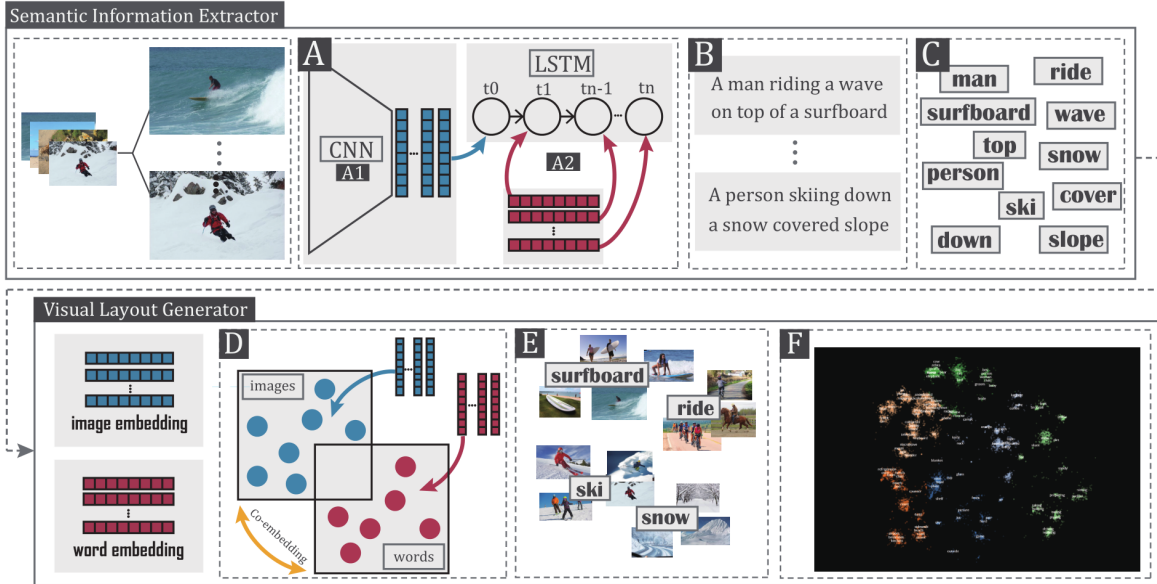 Semantic Information Extractor
A
CNN
A1
LSTM
t0 t1 tn-1 tn
A2
B
A man riding a wave
on top of a surfboard
A person skiing down
a snow covered slope
C
man
ride
surfboard
wave
top
snow
person
cover
ski
down
slope
Visual Layout Generator
image embedding
word embedding
D
images
words
Co-embedding
E
surfboard
ride
ski
snow
F